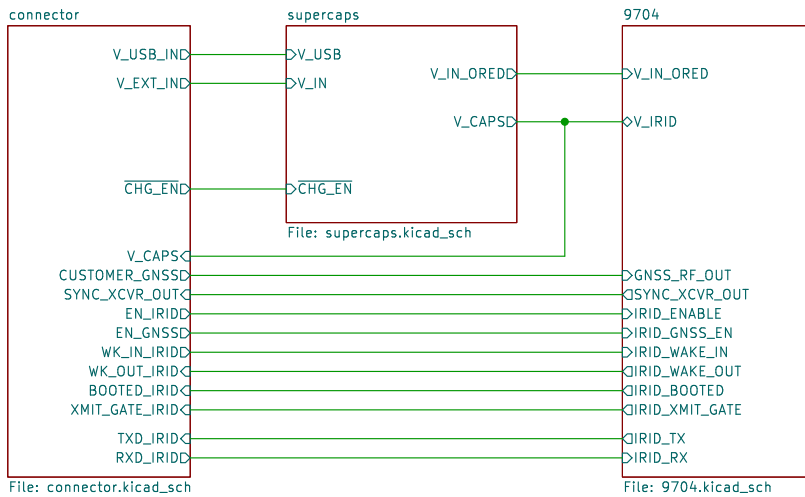 connector
supercaps
9704
V_USB_IN
V_USB
V_EXT_IN
V_IN
V_IN_ORED
V_IN_ORED
V_CAPS
V_IRID
CHG_EN
CHG_EN
File: supercaps.kicad_sch
V_CAPS
CUSTOMER_GNSS
GNSS_RF_OUT
SYNC_XCVR_OUT
SYNC_XCVR_OUT
EN_IRID
IRID_ENABLE
EN_GNSS
IRID_GNSS_EN
WK_IN_IRID
IRID_WAKE_IN
WK_OUT_IRID
IRID_WAKE_OUT
BOOTED_IRID
IRID_BOOTED
XMIT_GATE_IRID
IRID_XMIT_GATE
TXD_IRID
IRID_TX
RXD_IRID
IRID_RX
File: connector.kicad_sch
File: 9704.kicad_sch